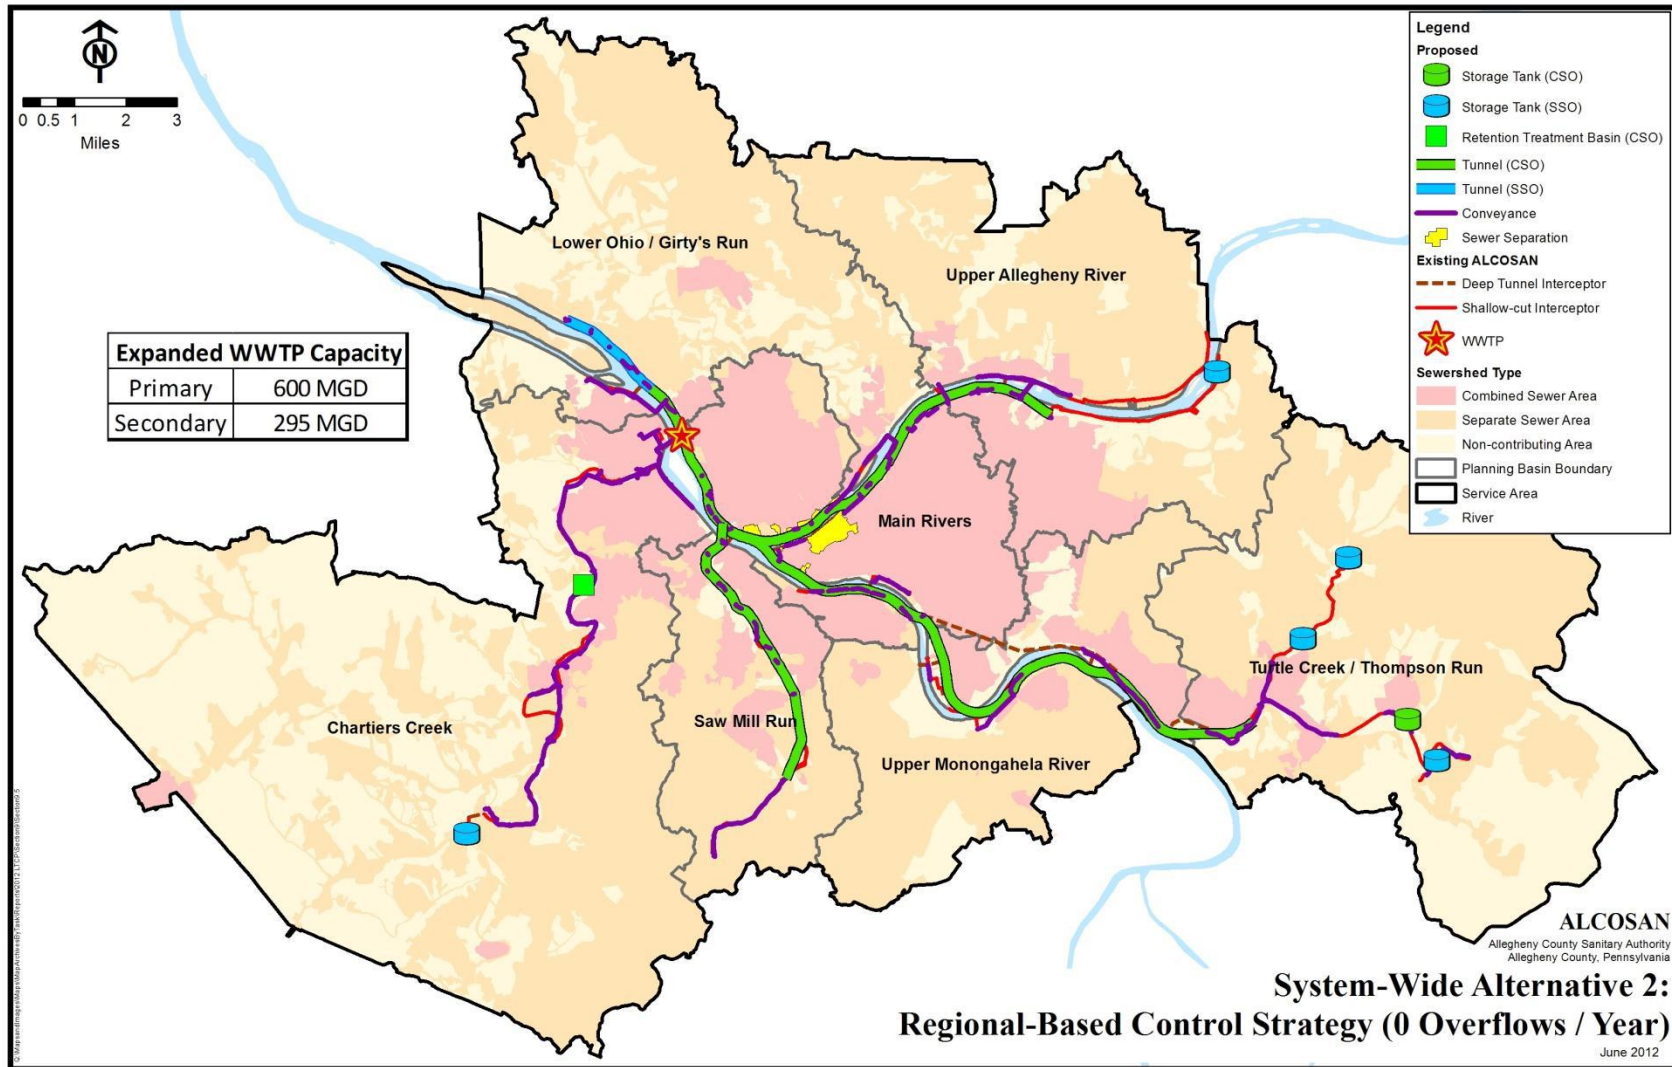 N
0 0.5 1 2 3
Miles
Expanded WWTP Capacity
Primary 600 MGD
Secondary 295 MGD
Lower Ohio / Girty's Run
Upper Allegheny River
Main Rivers
Turtle Creek / Thompson Run
Chartiers Creek
Saw Mill Run
Upper Monongahela River
Legend
Proposed
Storage Tank (CSO)
Storage Tank (SSO)
Retention Treatment Basin (CSO)
Tunnel (CSO)
Tunnel (SSO)
Conveyance
Sewer Separation
Existing ALCOSAN
Deep Tunnel Interceptor
Shallow-cut Interceptor
WWTP
Sewershed Type
Combined Sewer Area
Separate Sewer Area
Non-contributing Area
Planning Basin Boundary
Service Area
River
ALCOSAN
Allegheny County Sanitary Authority
Allegheny County, Pennsylvania
System-Wide Alternative 2:
Regional-Based Control Strategy (0 Overflows / Year)
June 2012